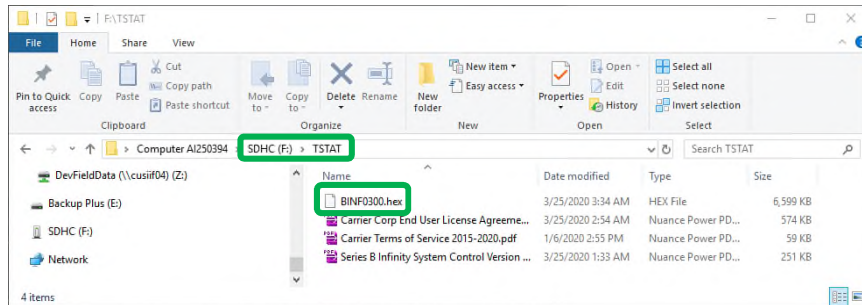 F:\TSTAT
File Home Share View
Pin to Quick access
Copy
Paste
Cut
Copy path
Paste shortcut
Clipboard
Move to
Copy to
Delete
Rename
Organize
New folder
New item
Easy access
New
Properties
Open
Edit
History
Open
Select all
Select none
Invert selection
Select
Computer AI250394 SDHC (F:) > TSTAT
Search TSTAT
DevFieldData (\\cusiif04) (Z:)
Backup Plus (E:)
SDHC (F:)
Network
Name Date modified Type Size
BINF0300.hex 3/25/2020 3:34 AM HEX File 6,599 KB
Carrier Corp End User License Agreeme... 3/25/2020 2:54 AM Nuance Power PD... 574 KB
Carrier Terms of Service 2015-2020.pdf 1/6/2020 2:55 PM Nuance Power PD... 59 KB
Series B Infinity System Control Version ... 3/25/2020 1:33 AM Nuance Power PD... 251 KB
4 items